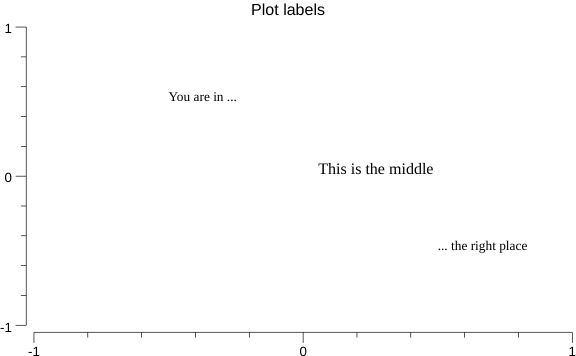 Plot labels
1
You are in ...
0
This is the middle
... the right place
-1
-1 0 1